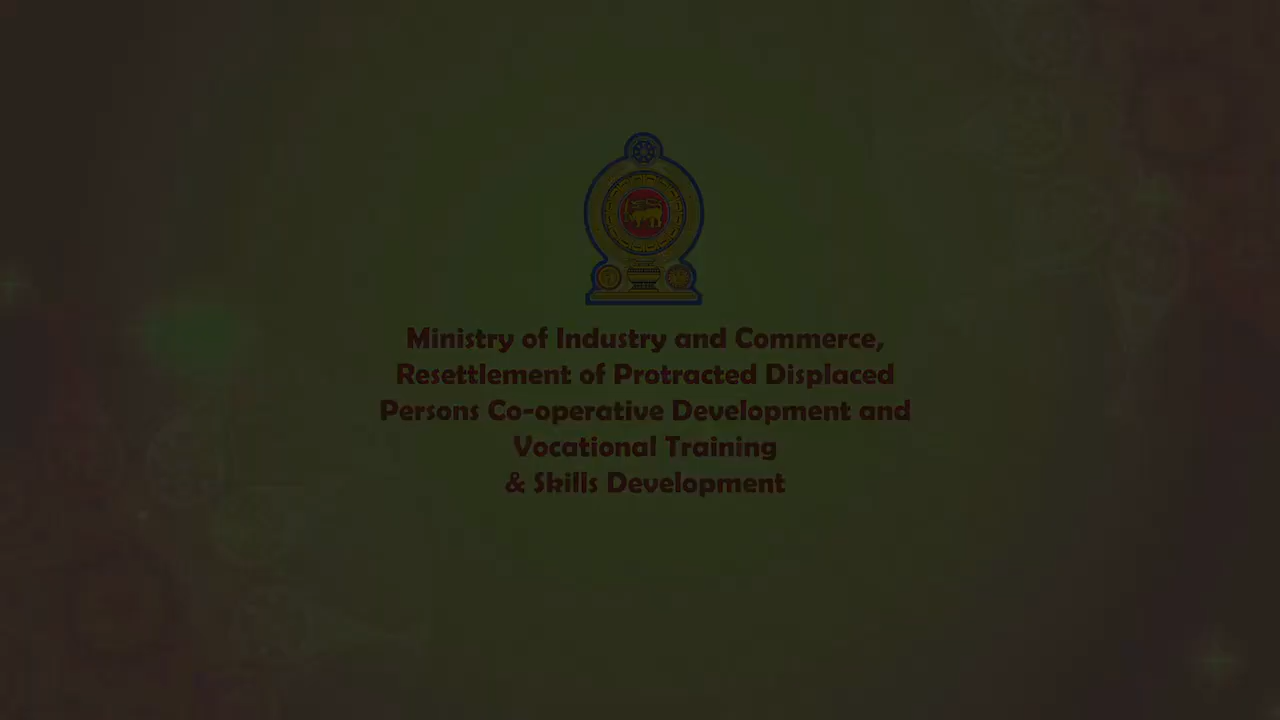 Ministry of Industry and Commerce,
Resettlement of Protracted Displaced
Persons Co-operative Development and
Vocational Training
& Skills Development